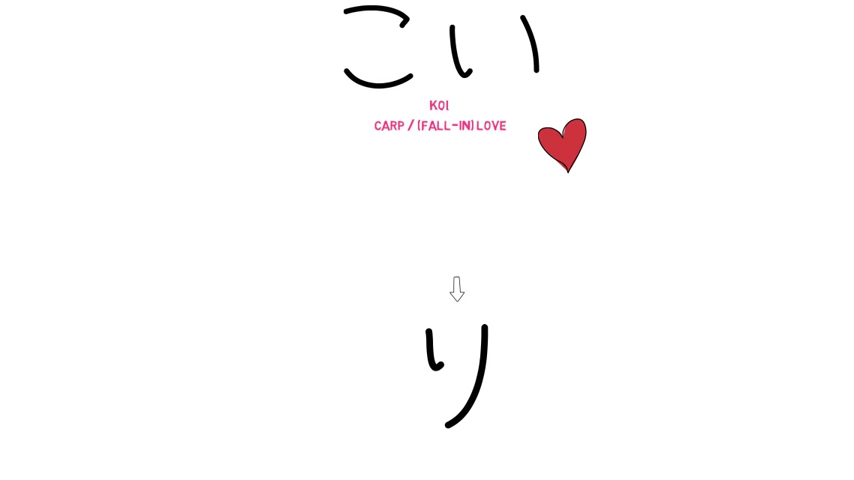 こい
KOI
CARP / (FALL-IN) LOVE
り